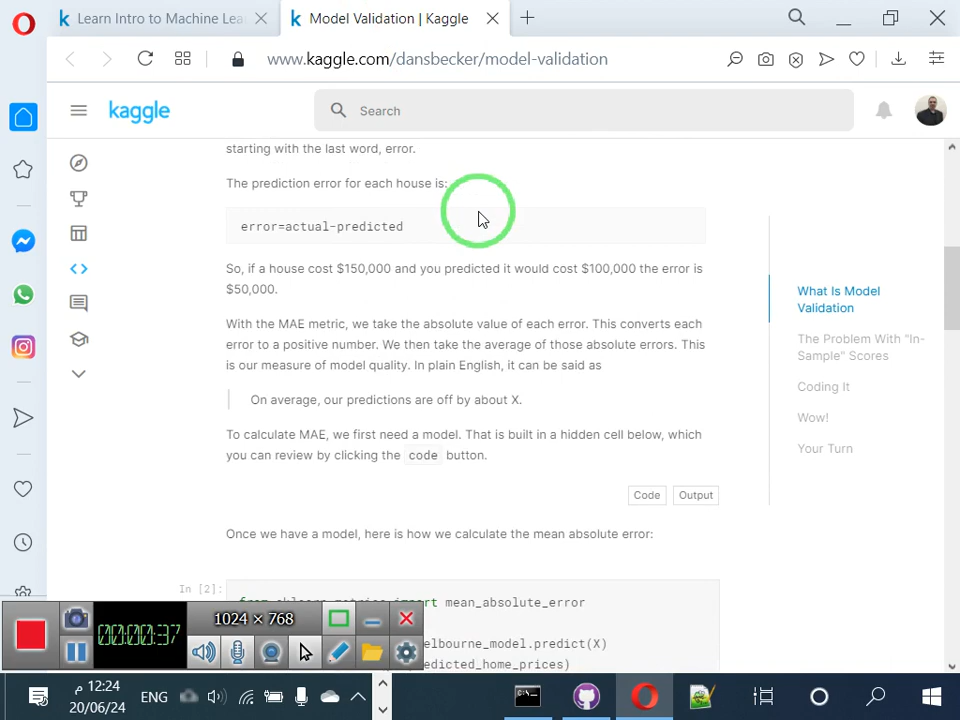 Learn Intro to Machine Lea
Model Validation | Kaggle
www.kaggle.com/dansbecker/model-validation
kaggle
Search
starting with the last word, error.
The prediction error for each house is:
error=actual−predicted
So, if a house cost $150,000 and you predicted it would cost $100,000 the error is
$50,000.
With the MAE metric, we take the absolute value of each error. This converts each
error to a positive number. We then take the average of those absolute errors. This
is our measure of model quality. In plain English, it can be said as
On average, our predictions are off by about X.
To calculate MAE, we first need a model. That is built in a hidden cell below, which
you can review by clicking the code button.
Code Output
Once we have a model, here is how we calculate the mean absolute error:
In [2]:
from sklearn.metrics import mean_absolute_error
elbourne_model.predict(X)
redicted_home_prices)
What Is Model
Validation
The Problem With "In-
Sample" Scores
Coding It
Wow!
Your Turn
1024 x 768
00:00:37
12:24 م
ENG
20/06/24